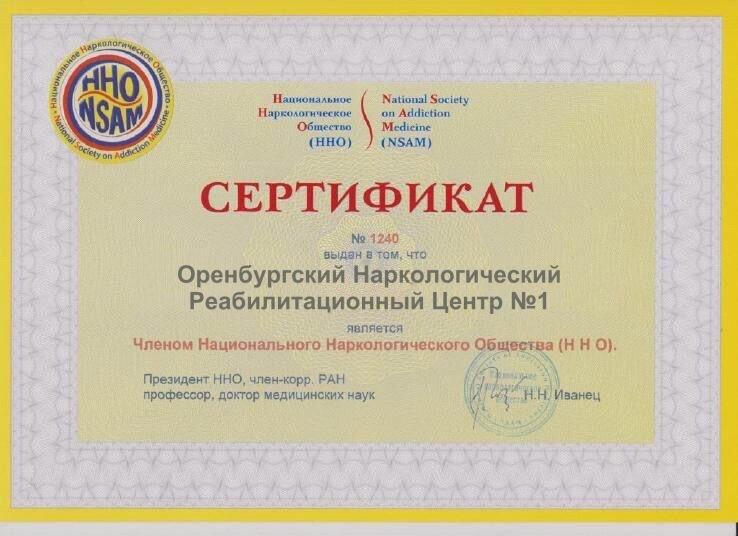 Национальное Наркологическое Общество
ННО
NSAM
National Society on Addiction Medicine
Национальное
Наркологическое
Общество
(ННО)
National Society
on Addiction
Medicine
(NSAM)
СЕРТИФИКАТ
№ 1240
выдан в том, что
Оренбургский Наркологический
Реабилитационный Центр №1
является
Членом Национального Наркологического Общества (Н Н О).
Президент ННО, член-корр. РАН
профессор, доктор медицинских наук
Н.Н. Иванец